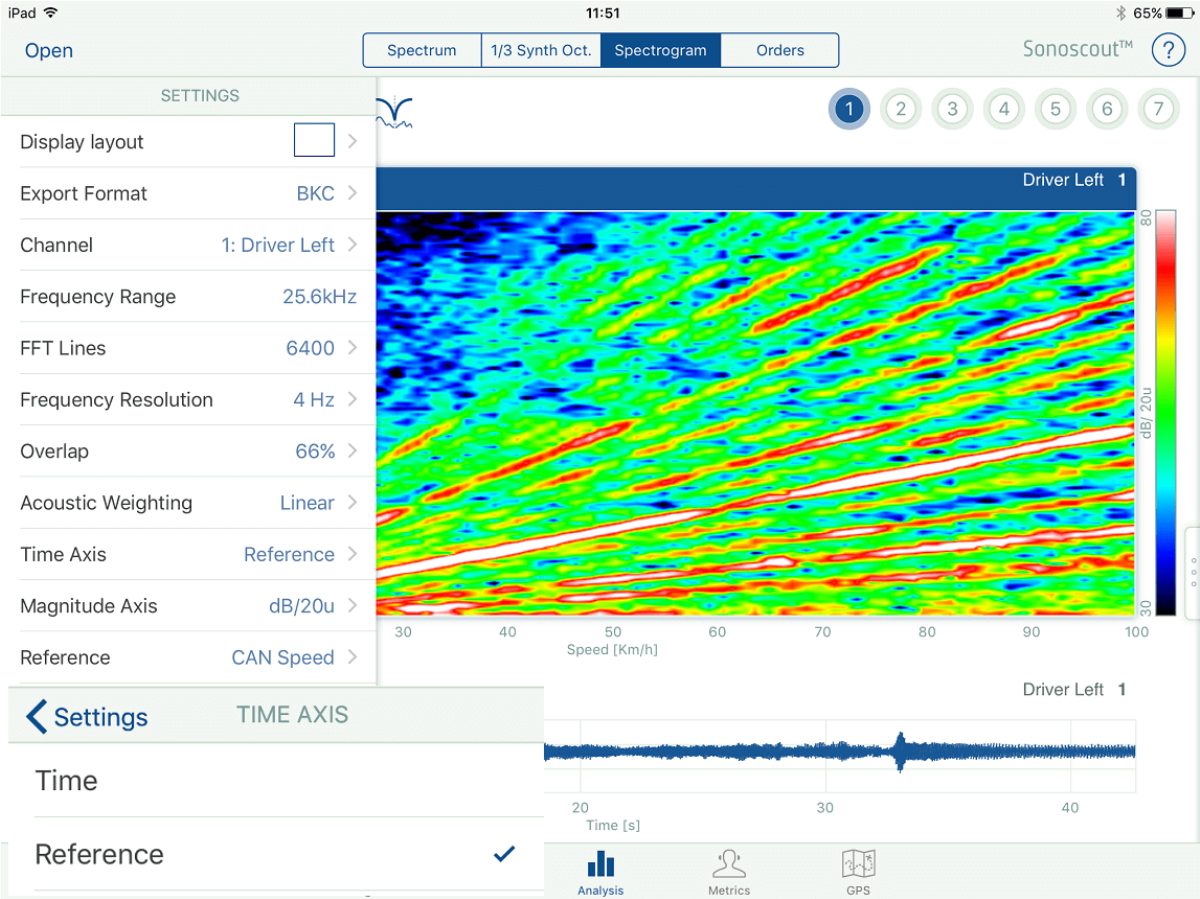 iPad 11:51 65%
Open Spectrum 1/3 Synth Oct. Spectrogram Orders Sonoscout™ ?
SETTINGS
1 2 3 4 5 6 7
Display layout
Export Format BKC
Channel 1: Driver Left
Frequency Range 25.6kHz
FFT Lines 6400
Frequency Resolution 4 Hz
Overlap 66%
Acoustic Weighting Linear
Time Axis Reference
Magnitude Axis dB/20u
Reference CAN Speed
Driver Left 1
80
dB/ 20u
30
30 40 50 60 70 80 90 100
Speed [Km/h]
Settings TIME AXIS
Time
Reference
Driver Left 1
20 30 40
Time [s]
Analysis Metrics GPS